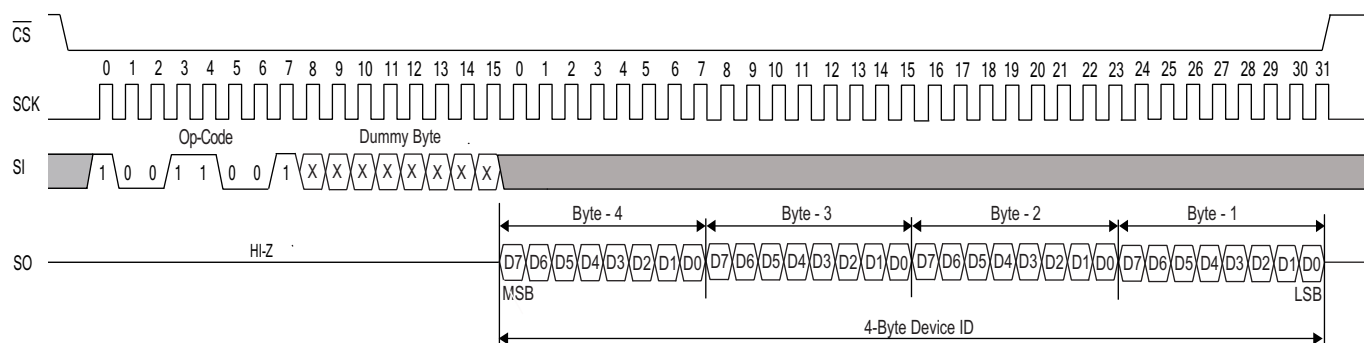 CS
0 1 2 3 4 5 6 7 8 9 10 11 12 13 14 15 0 1 2 3 4 5 6 7 8 9 10 11 12 13 14 15 16 17 18 19 20 21 22 23 24 25 26 27 28 29 30 31
SCK
Op-Code Dummy Byte
SI 1 0 0 1 1 0 0 1 X X X X X X X X
Byte - 4 Byte - 3 Byte - 2 Byte - 1
HI-Z
SO D7 D6 D5 D4 D3 D2 D1 D0 D7 D6 D5 D4 D3 D2 D1 D0 D7 D6 D5 D4 D3 D2 D1 D0 D7 D6 D5 D4 D3 D2 D1 D0
MSB LSB
4-Byte Device ID